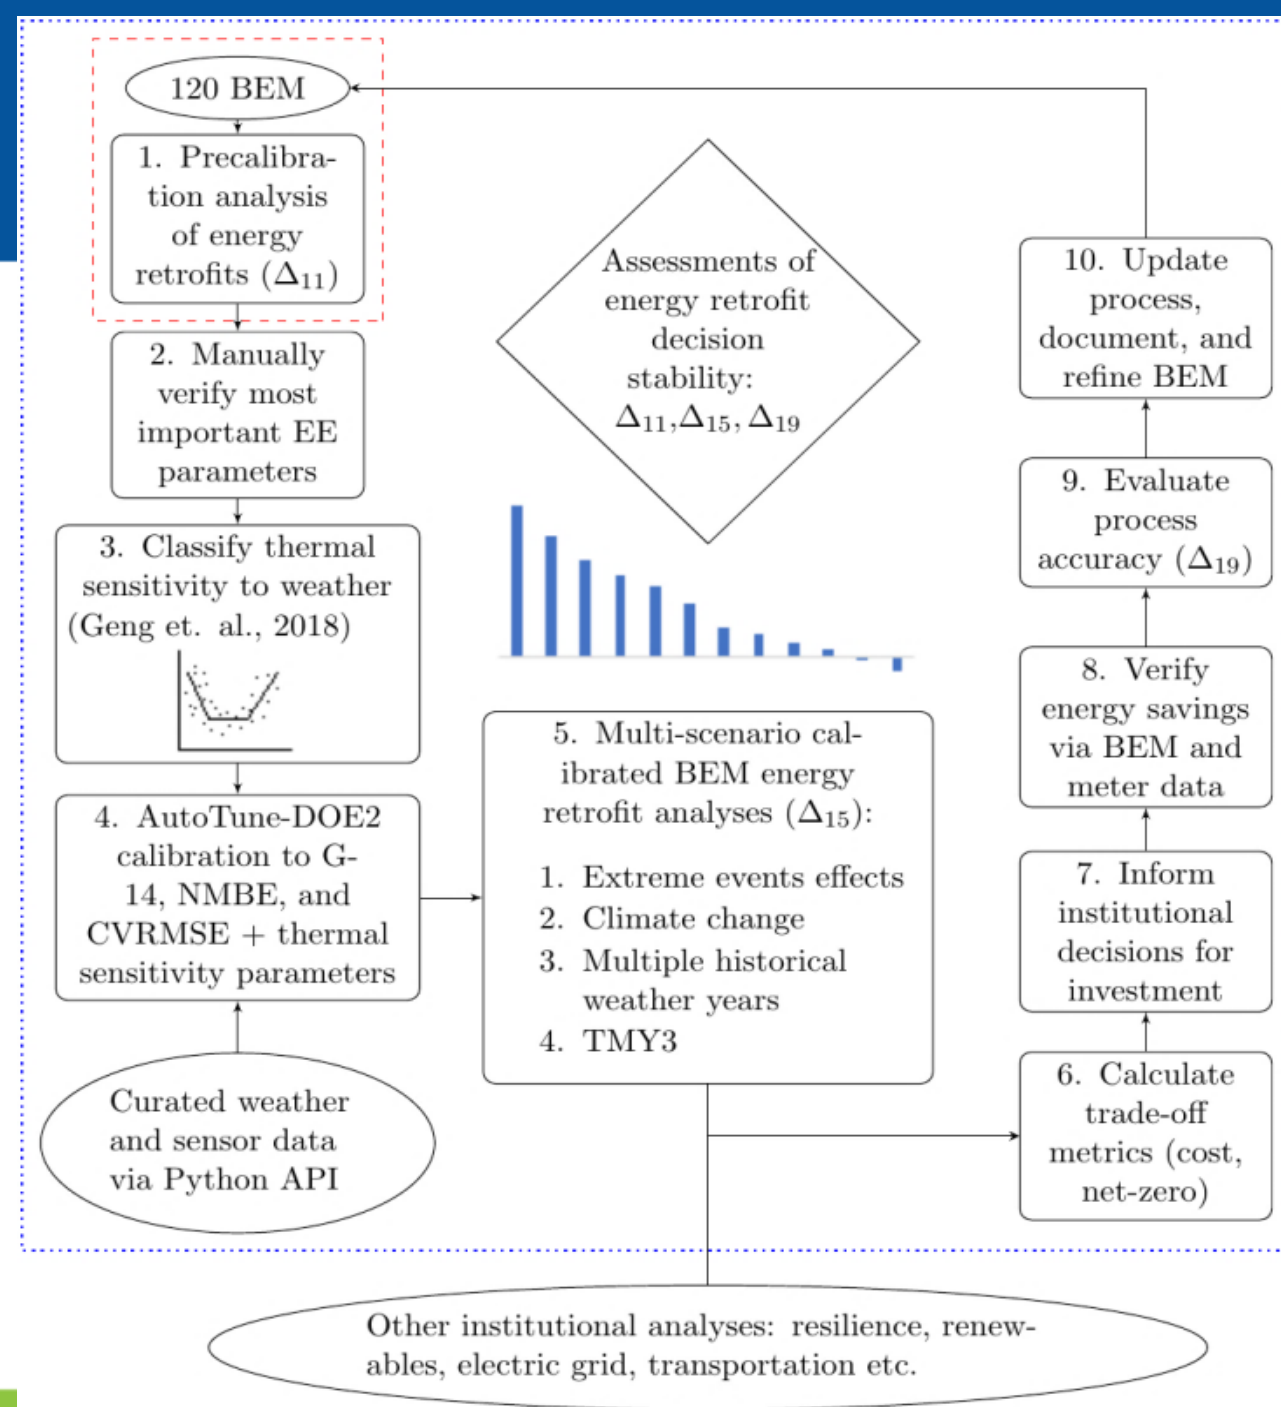 120 BEM
1. Precalibra-
tion analysis
of energy
retrofits (Δ₁₁)
2. Manually
verify most
important EE
parameters
3. Classify thermal
sensitivity to weather
(Geng et. al., 2018)
4. AutoTune-DOE2
calibration to G-
14, NMBE, and
CVRMSE + thermal
sensitivity parameters
Curated weather
and sensor data
via Python API
Assessments of
energy retrofit
decision
stability:
Δ₁₁,Δ₁₅, Δ₁₉
5. Multi-scenario cal-
ibrated BEM energy
retrofit analyses (Δ₁₅):
1. Extreme events effects
2. Climate change
3. Multiple historical
weather years
4. TMY3
10. Update
process,
document, and
refine BEM
9. Evaluate
process
accuracy (Δ₁₉)
8. Verify
energy savings
via BEM and
meter data
7. Inform
institutional
decisions for
investment
6. Calculate
trade-off
metrics (cost,
net-zero)
Other institutional analyses: resilience, renew-
ables, electric grid, transportation etc.